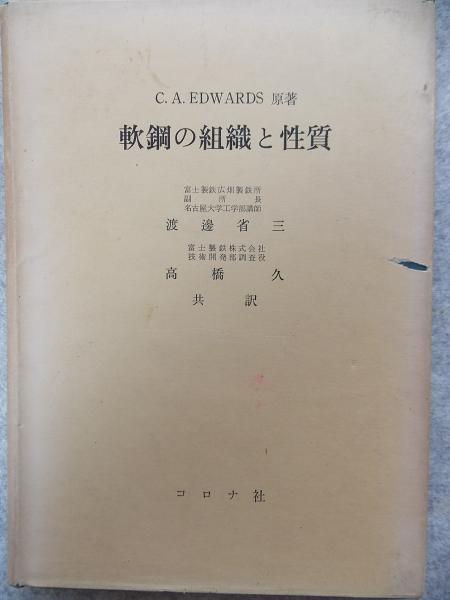 C. A. EDWARDS 原著
軟鋼の組織と性質
富士製鉄広畑製鉄所
副所長
名古屋大学工学部講師
渡邊省三
富士製鉄株式会社
技術開発部調査役
高橋久
共訳
コロナ社